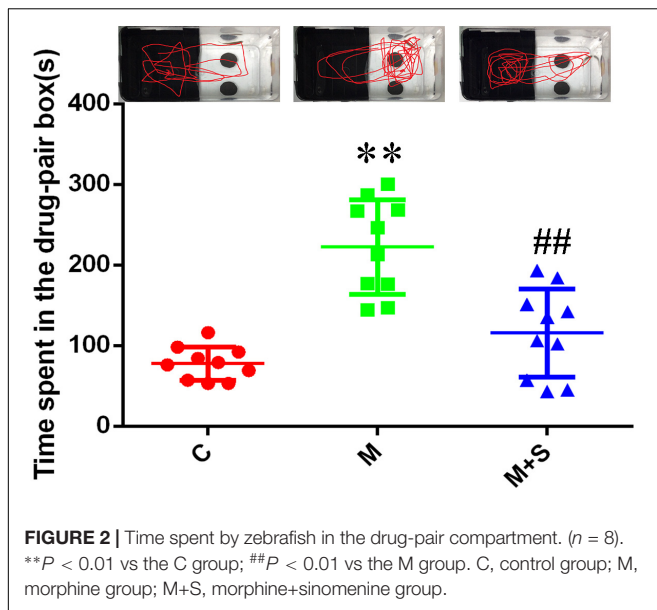 Time spent in the drug-pair box(s)
400
300
200
100
0
**
##
C
M
M+S
FIGURE 2 | Time spent by zebrafish in the drug-pair compartment. (n = 8).
**P < 0.01 vs the C group; ##P < 0.01 vs the M group. C, control group; M,
morphine group; M+S, morphine+sinomenine group.